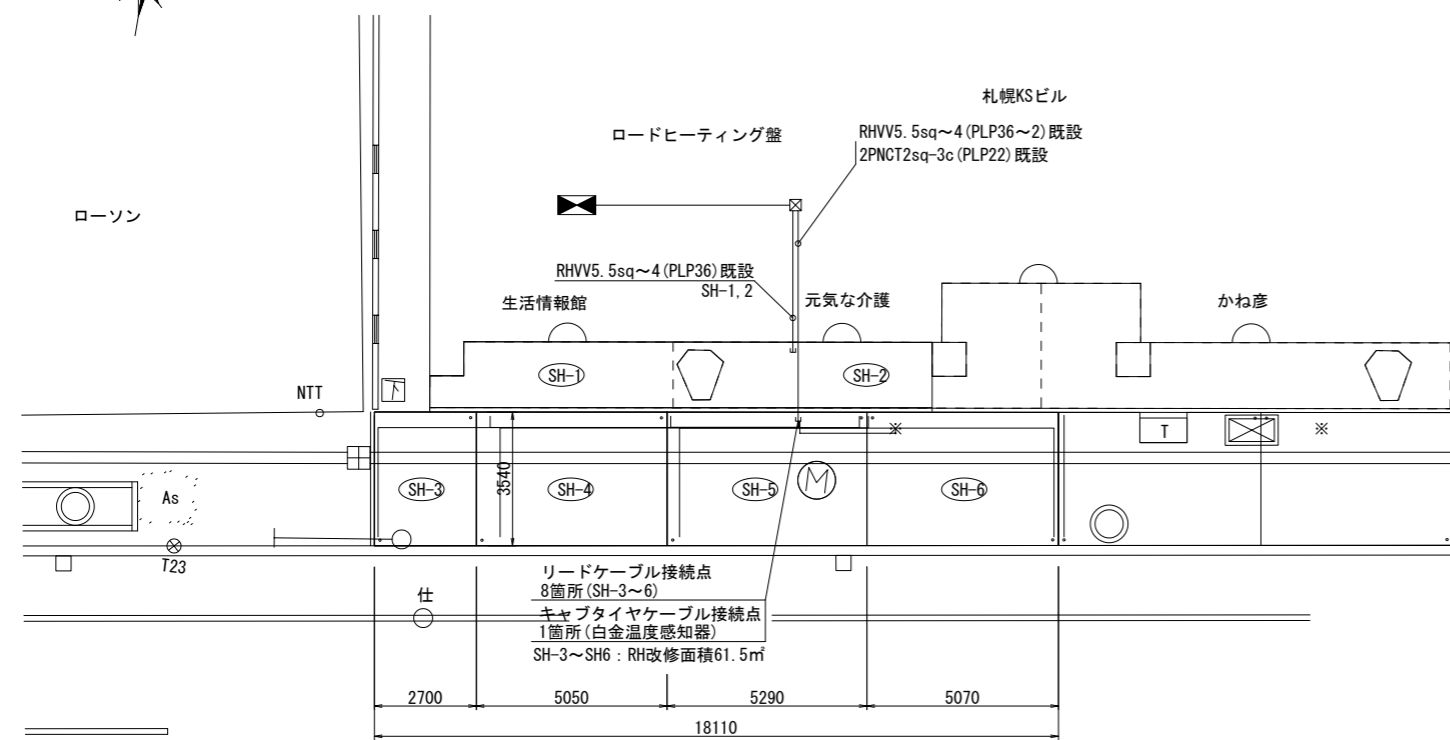 札幌KSビル
ロードヒーティング盤
RHVV5.5sq～4(PLP36～2)既設
2PNCT2sq-3c(PLP22)既設
ローソン
RHVV5.5sq～4(PLP36)既設
SH-1,2
生活情報館
元気な介護
かね彦
SH-1
SH-2
下
NTT
※
T
※
3540
SH-3
SH-4
SH-5
M
SH-6
As
T23
リードケーブル接続点
8箇所(SH-3～6)
仕
キャブタイヤケーブル接続点
1箇所(白金温度感知器)
SH-3～SH6：RH改修面積61.5㎡
2700
5050
5290
5070
18110